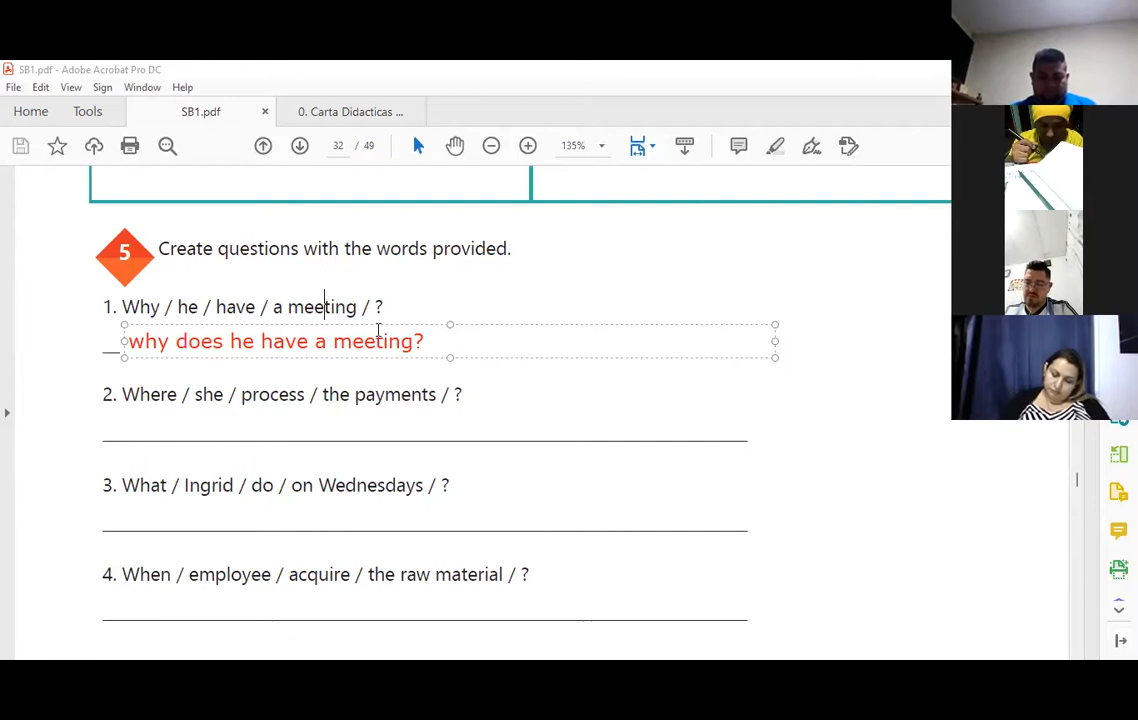 SB1.pdf - Adobe Acrobat Pro DC
File Edit View Sign Window Help
Home Tools SB1.pdf × 0. Carta Didacticas ...
32 / 49 135%
5 Create questions with the words provided.
1. Why / he / have / a meeting / ?
why does he have a meeting?
2. Where / she / process / the payments / ?
3. What / Ingrid / do / on Wednesdays / ?
4. When / employee / acquire / the raw material / ?